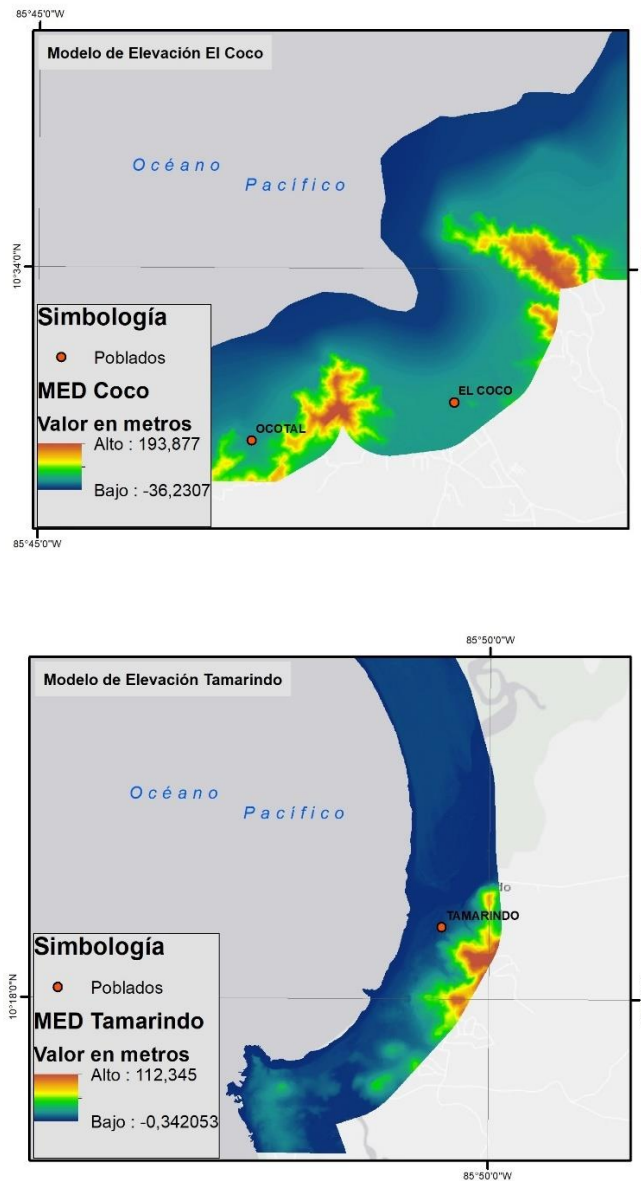 85°45'0"W
Modelo de Elevación El Coco
Océano
Pacífico
10°34'0"N
Simbología
Poblados
MED Coco
Valor en metros
Alto : 193,877
Bajo : -36,2307
EL COCO
OCOTAL
85°45'0"W
85°50'0"W
Modelo de Elevación Tamarindo
Océano
Pacífico
do
TAMARINDO
10°18'0"N
Simbología
Poblados
MED Tamarindo
Valor en metros
Alto : 112,345
Bajo : -0,342053
85°50'0"W